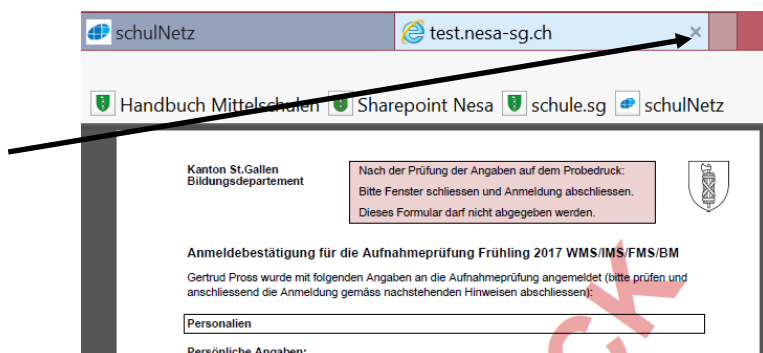 schulNetz
test.nesa-sg.ch
Handbuch Mittelschulen Sharepoint Nesa schule.sg schulNetz
Kanton St.Gallen
Bildungsdepartement
Nach der Prüfung der Angaben auf dem Probedruck:
Bitte Fenster schliessen und Anmeldung abschliessen.
Dieses Formular darf nicht abgegeben werden.
Anmeldebestätigung für die Aufnahmeprüfung Frühling 2017 WMS/IMS/FMS/BM
Gertrud Pross wurde mit folgenden Angaben an die Aufnahmeprüfung angemeldet (bitte prüfen und
anschliessend die Anmeldung gemäss nachstehenden Hinweisen abschliessen):
Personalien
Persönliche Angaben:
CK